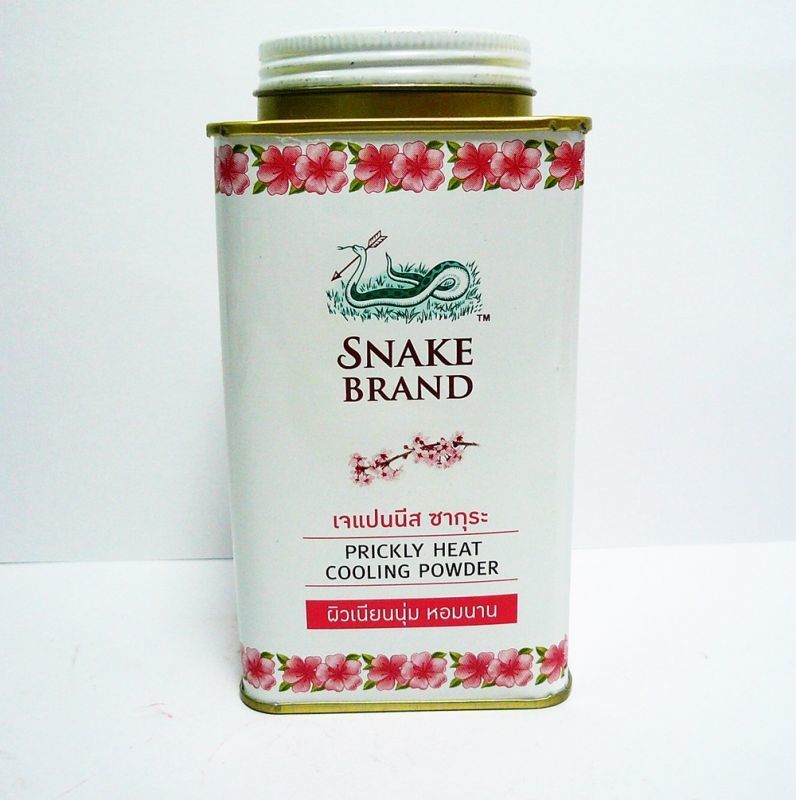 TM
SNAKE
BRAND
เจแปนนีส ซากุระ
PRICKLY HEAT
COOLING POWDER
ผิวเนียนนุ่ม หอมนาน